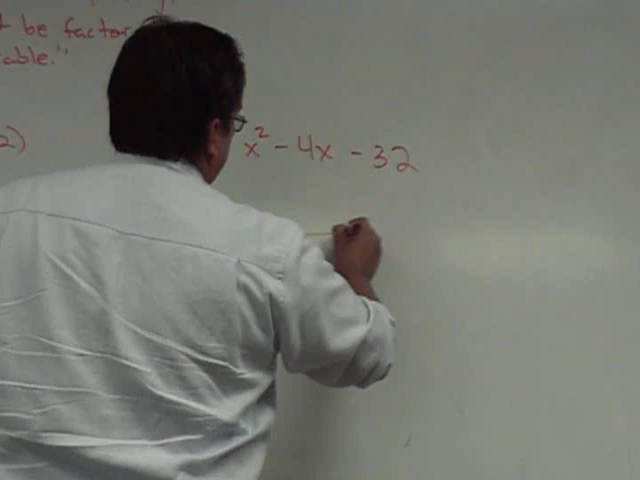 be factor
able."
2)
x² - 4x - 32